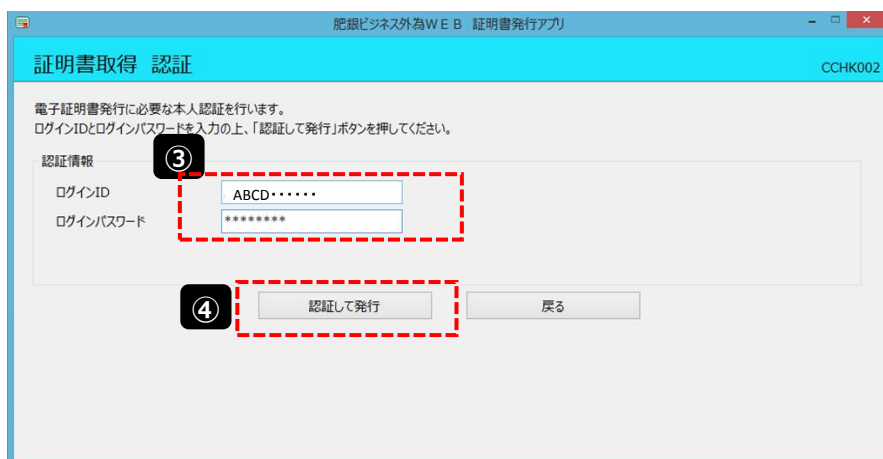 肥銀ビジネス外為ＷＥＢ 証明書発行アプリ
証明書取得 認証
CCHK002
電子証明書発行に必要な本人認証を行います。
ログインIDとログインパスワードを入力の上、「認証して発行」ボタンを押してください。
認証情報
③
ログインID
ABCD・・・・・・
ログインパスワード
********
④
認証して発行
戻る